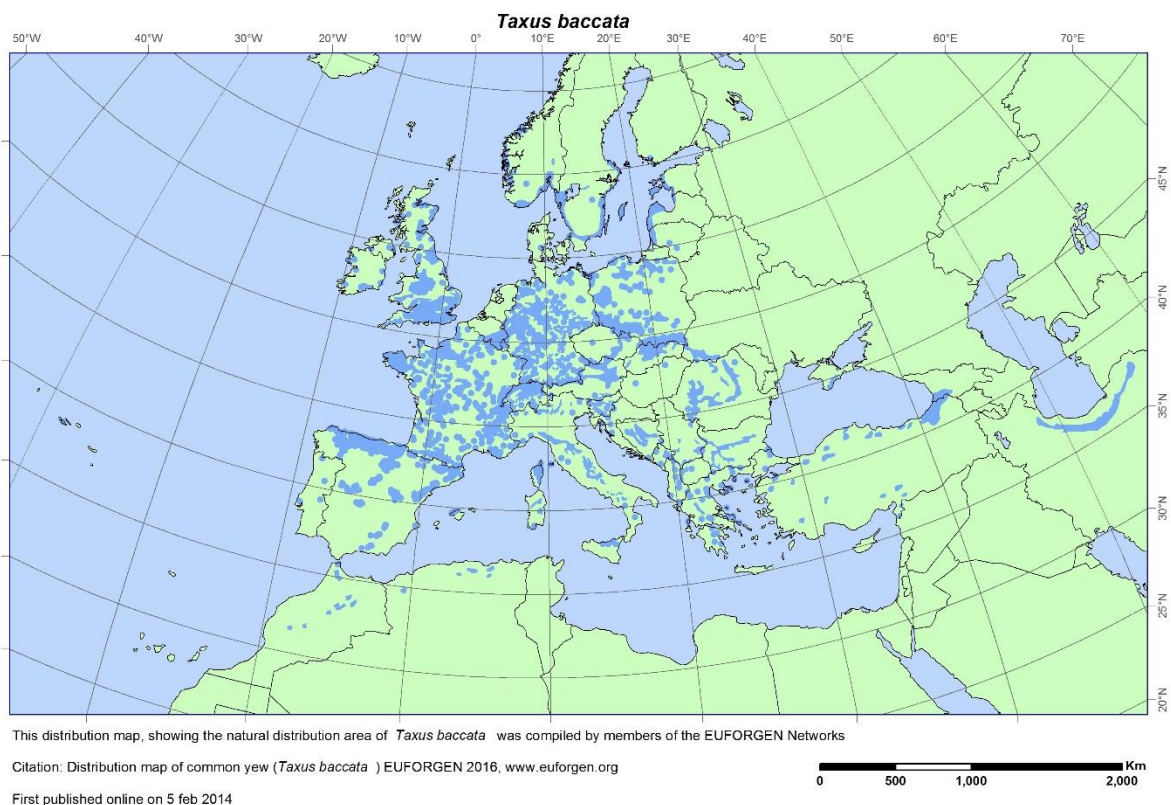 Taxus baccata
50°W 40°W 30°W 20°W 10°W 0° 10°E 20°E 30°E 40°E 50°E 60°E 70°E
45°N
40°N
35°N
30°N
25°N
20°N
This distribution map, showing the natural distribution area of Taxus baccata was compiled by members of the EUFORGEN Networks
Citation: Distribution map of common yew (Taxus baccata ) EUFORGEN 2016, www.euforgen.org
Km
0 500 1,000 2,000
First published online on 5 feb 2014